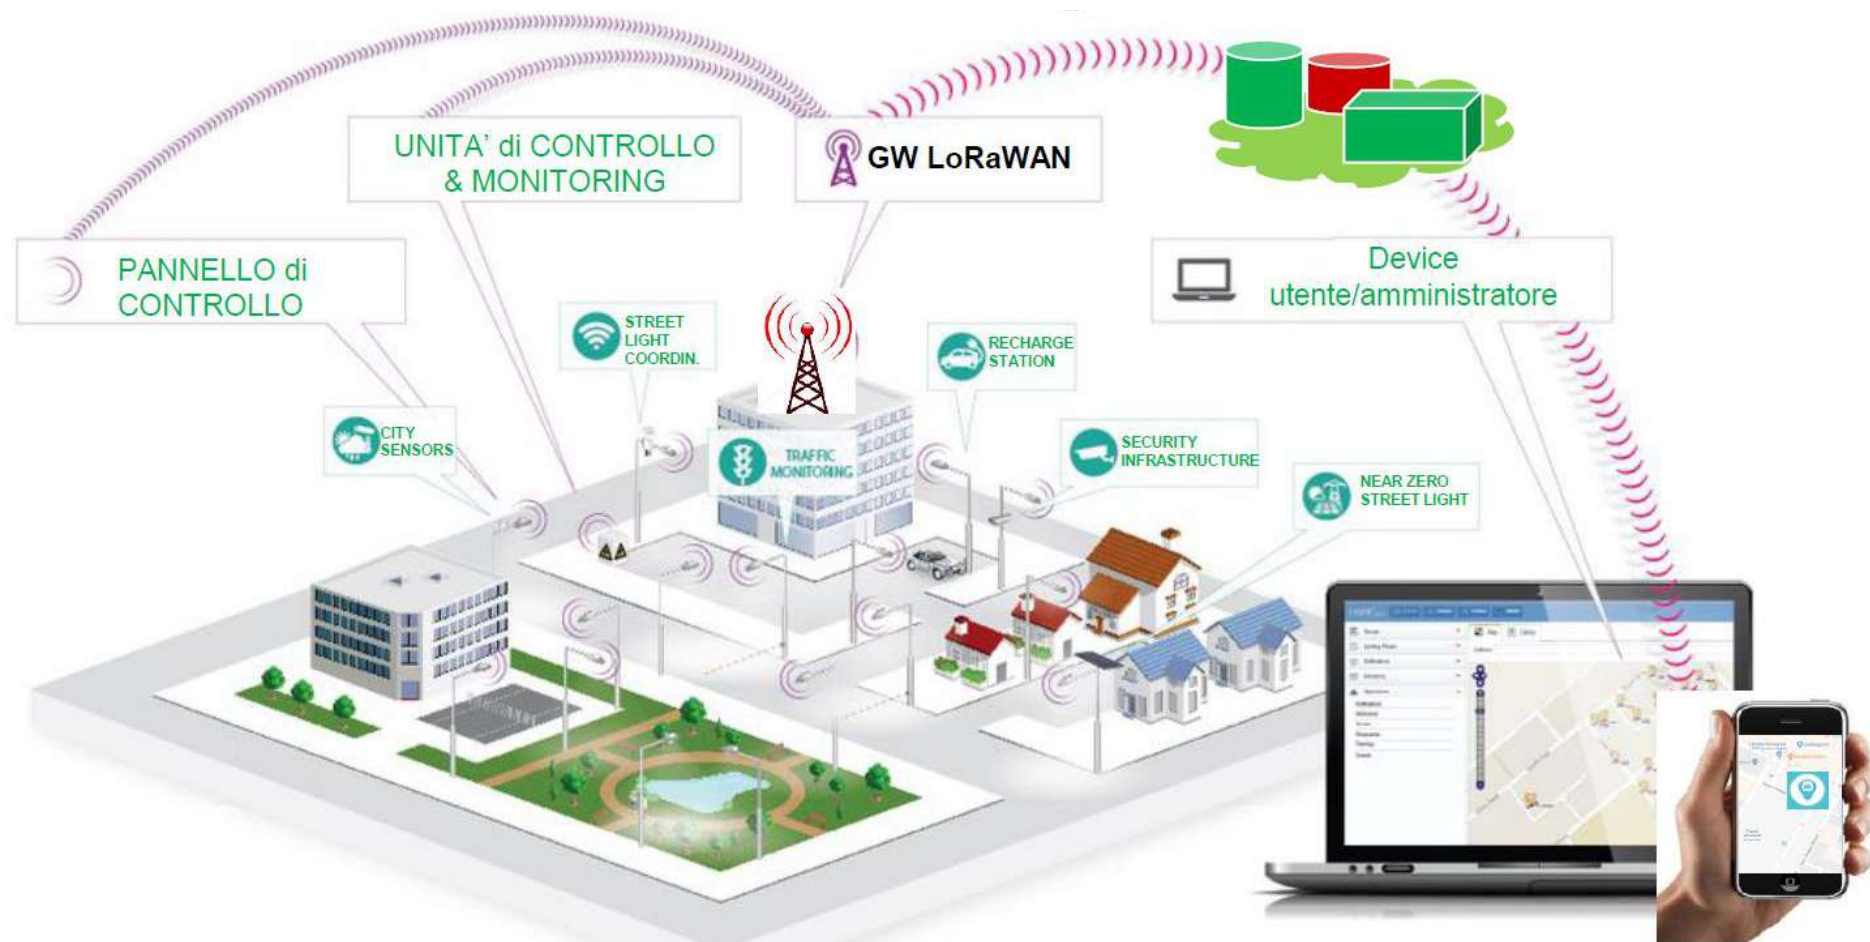 UNITA' di CONTROLLO
& MONITORING
GW LoRaWAN
PANNELLO di
CONTROLLO
Device
utente/amministratore
STREET
LIGHT
COORDIN.
RECHARGE
STATION
CITY
SENSORS
TRAFFIC
MONITORING
SECURITY
INFRASTRUCTURE
NEAR ZERO
STREET LIGHT